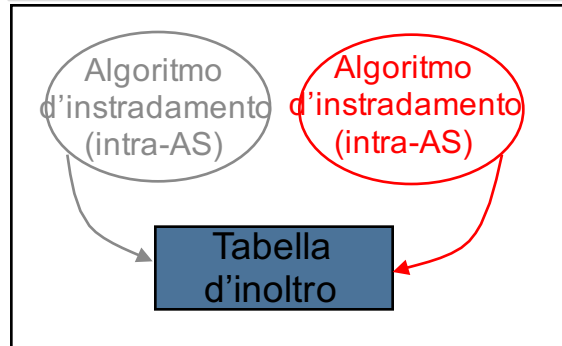 Algoritmo
d'instradamento
(intra-AS)
Algoritmo
d'instradamento
(intra-AS)
Tabella
d'inoltro